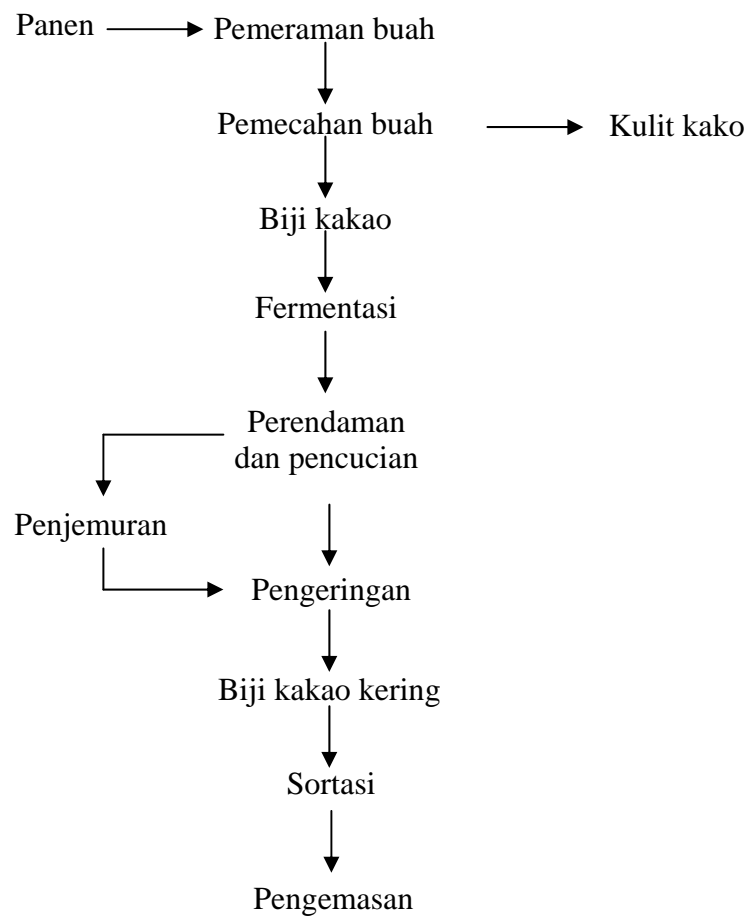 Panen
Pemeraman buah
Pemecahan buah
Kulit kako
Biji kakao
Fermentasi
Perendaman
dan pencucian
Penjemuran
Pengeringan
Biji kakao kering
Sortasi
Pengemasan